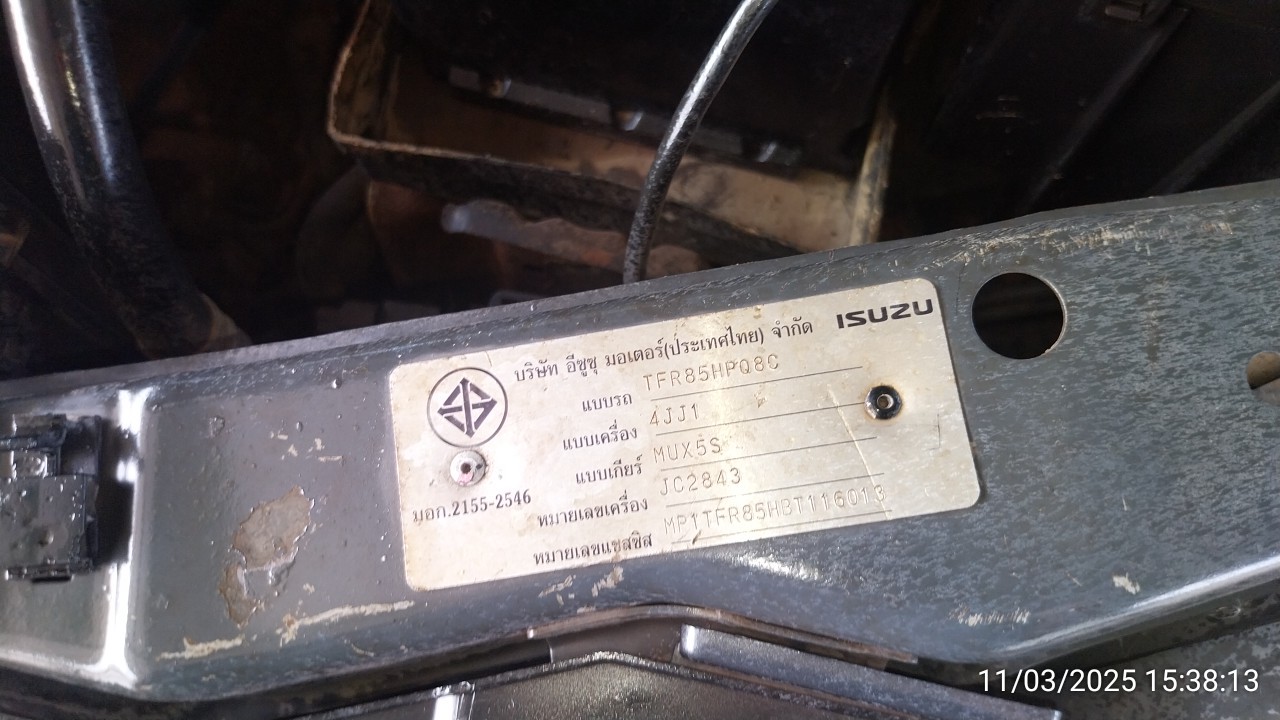 บริษัท อีซูซุ มอเตอร์(ประเทศไทย) จำกัด ISUZU
แบบรถ TFR85HPQ8C
แบบเครื่อง 4JJ1
แบบเกียร์ MUX5S
หมายเลขเครื่อง JC2843
หมายเลขแชสซิส MP1TFR85HBT116013
มอก.2155-2546
11/03/2025 15:38:13